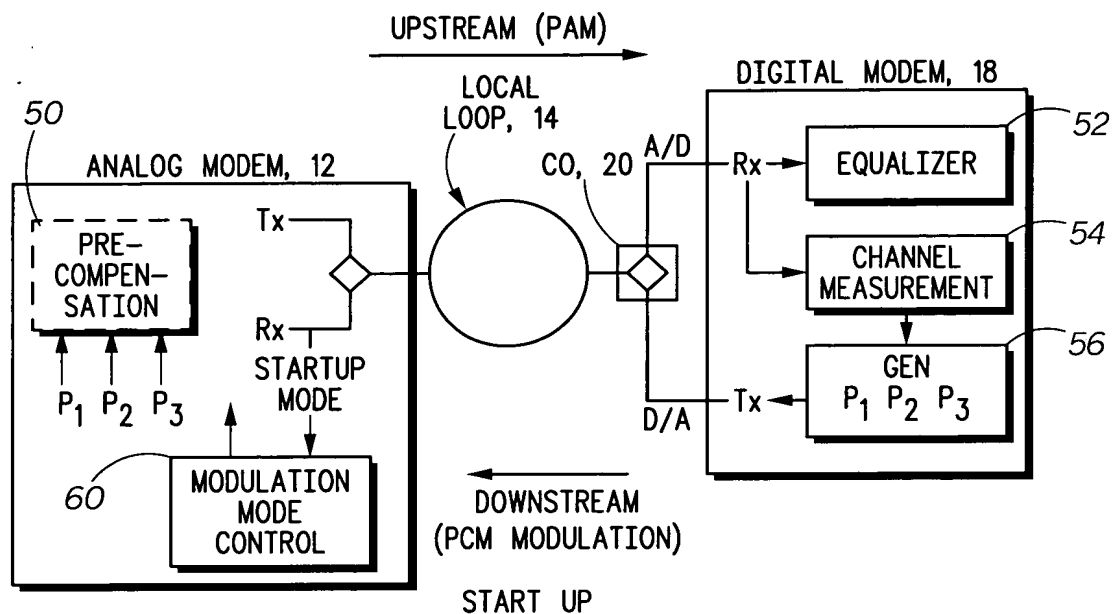 UPSTREAM (PAM)
LOCAL
LOOP, 14
DIGITAL MODEM, 18
50
52
ANALOG MODEM, 12
CO, 20
A/D
Rx
EQUALIZER
Tx
PRE-
COMPEN-
SATION
54
CHANNEL
MEASUREMENT
Rx
STARTUP
MODE
56
GEN
P1 P2 P3
P1 P2 P3
Tx
D/A
60
MODULATION
MODE
CONTROL
DOWNSTREAM
(PCM MODULATION)
START UP